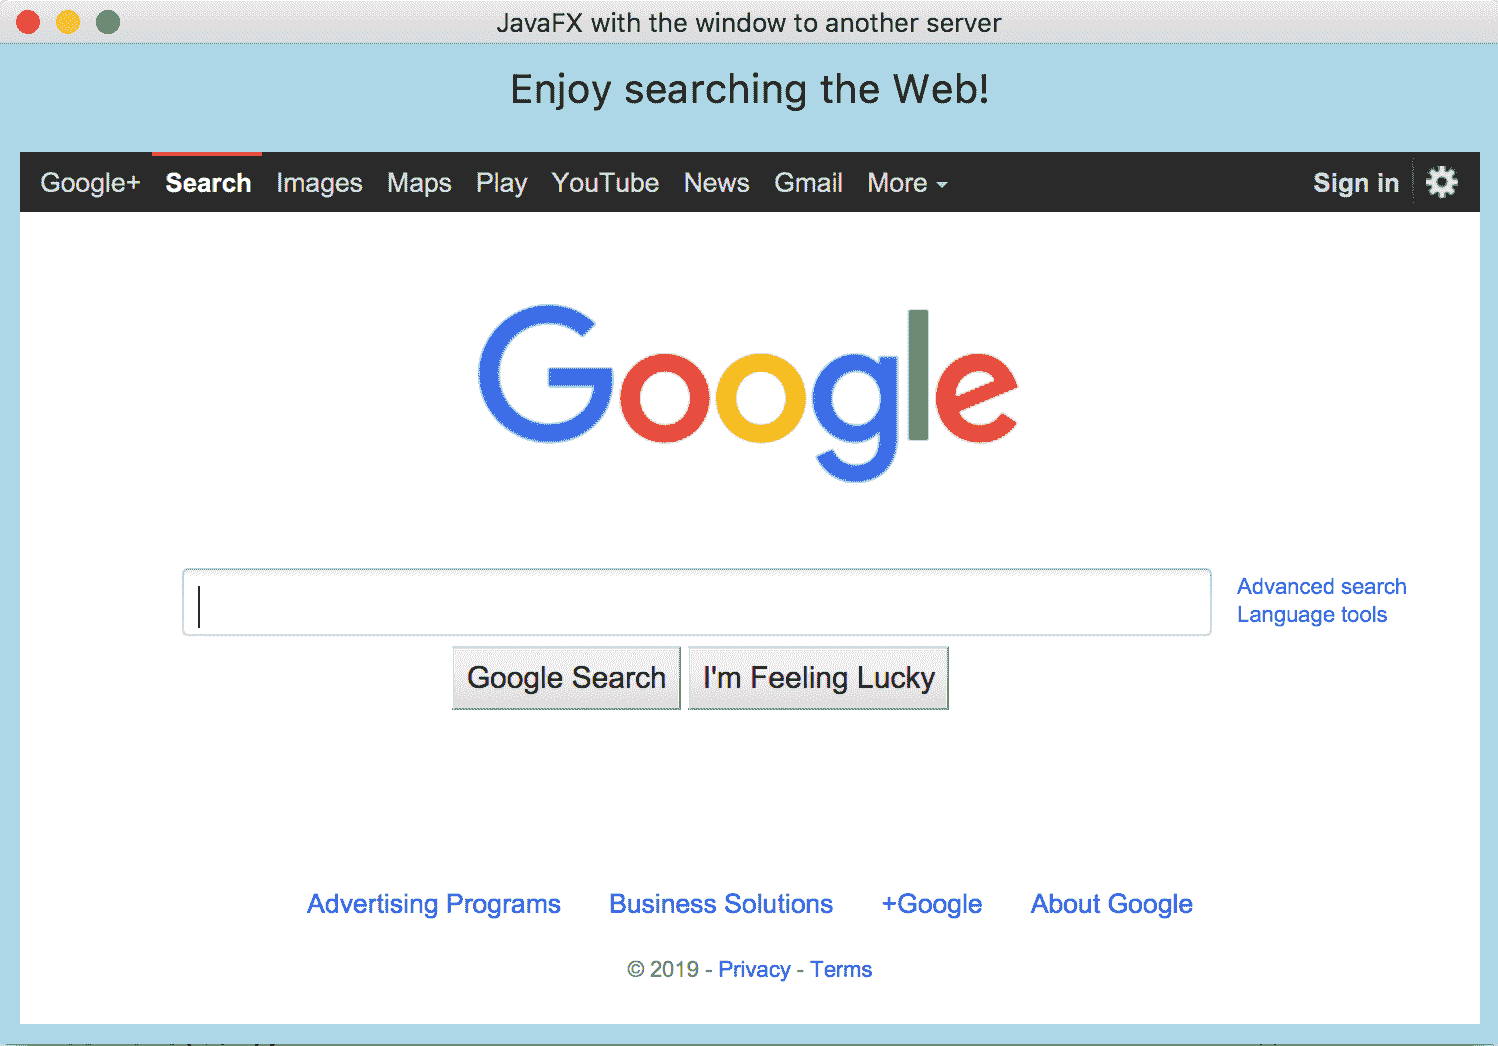 JavaFX with the window to another server
Enjoy searching the Web!
Google+ Search Images Maps Play YouTube News Gmail More Sign in
Google
Advanced search
Language tools
Google Search I'm Feeling Lucky
Advertising Programs Business Solutions +Google About Google
© 2019 - Privacy - Terms